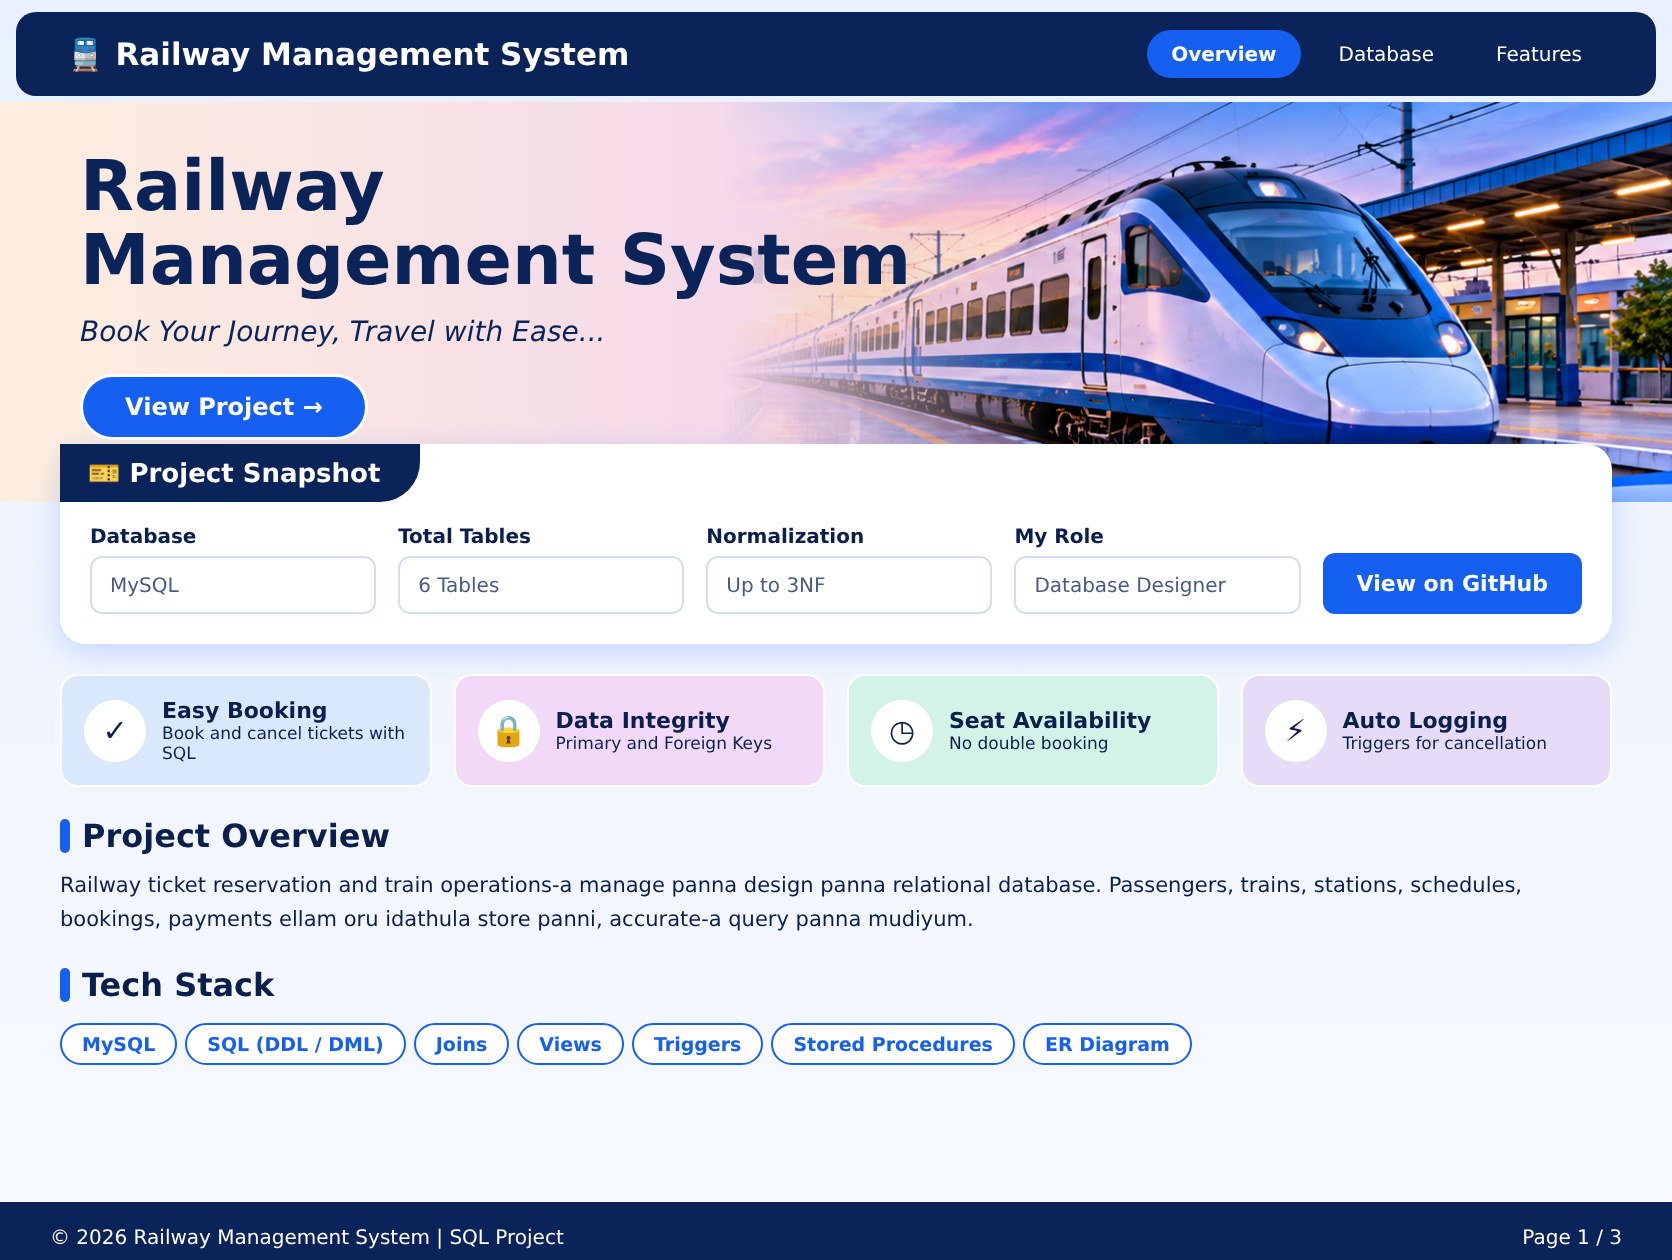 Railway Management System
Overview
Database
Features
Railway
Management System
Book Your Journey, Travel with Ease...
View Project →
Project Snapshot
Database
Total Tables
Normalization
My Role
MySQL
6 Tables
Up to 3NF
Database Designer
View on GitHub
Easy Booking
Book and cancel tickets with
SQL
Data Integrity
Primary and Foreign Keys
Seat Availability
No double booking
Auto Logging
Triggers for cancellation
Project Overview
Railway ticket reservation and train operations-a manage panna design panna relational database. Passengers, trains, stations, schedules,
bookings, payments ellam oru idathula store panni, accurate-a query panna mudiyum.
Tech Stack
MySQL
SQL (DDL / DML)
Joins
Views
Triggers
Stored Procedures
ER Diagram
© 2026 Railway Management System | SQL Project
Page 1 / 3